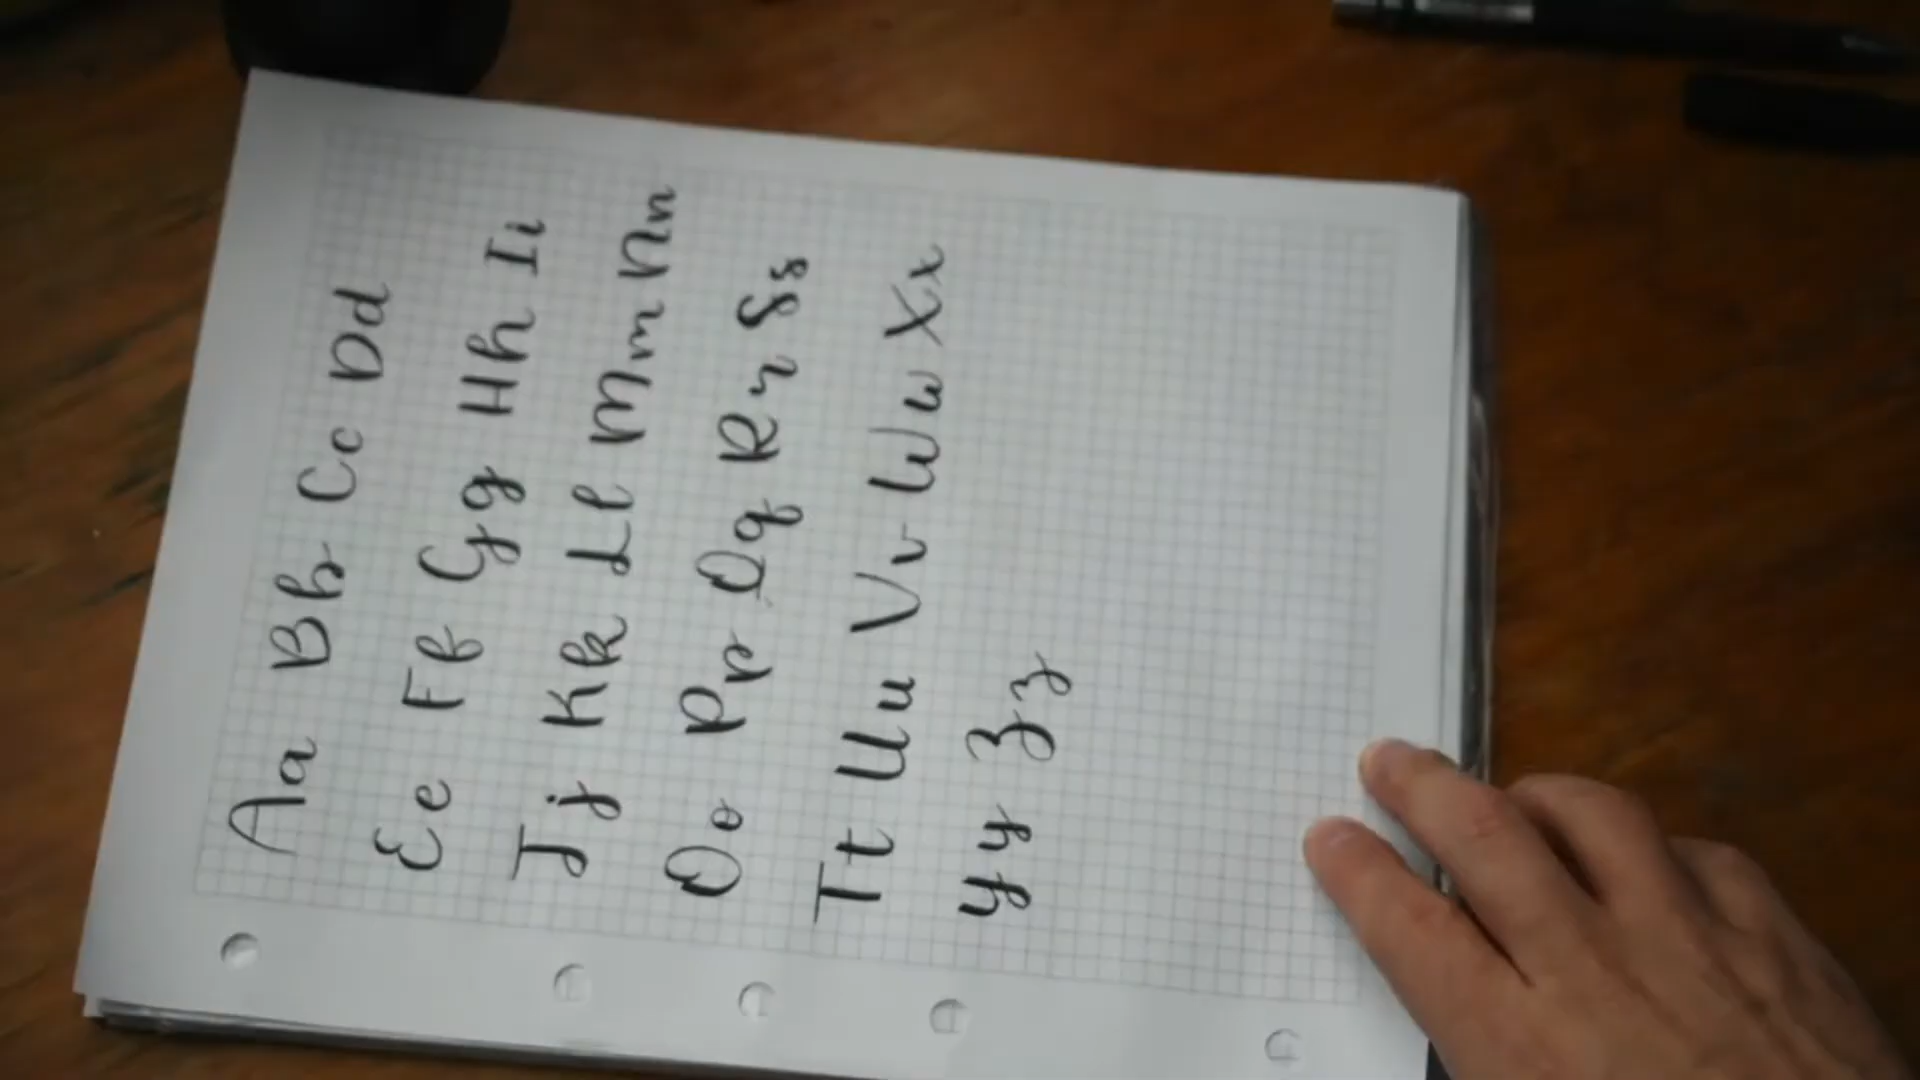 Aa Bb Cc Dd
Ee Ff Gg Hh Ii
Jj Kk Ll Mm Nn
Oo Pp Qq Rr Ss
Tt Uu Vv Ww Xx
Yy Zz